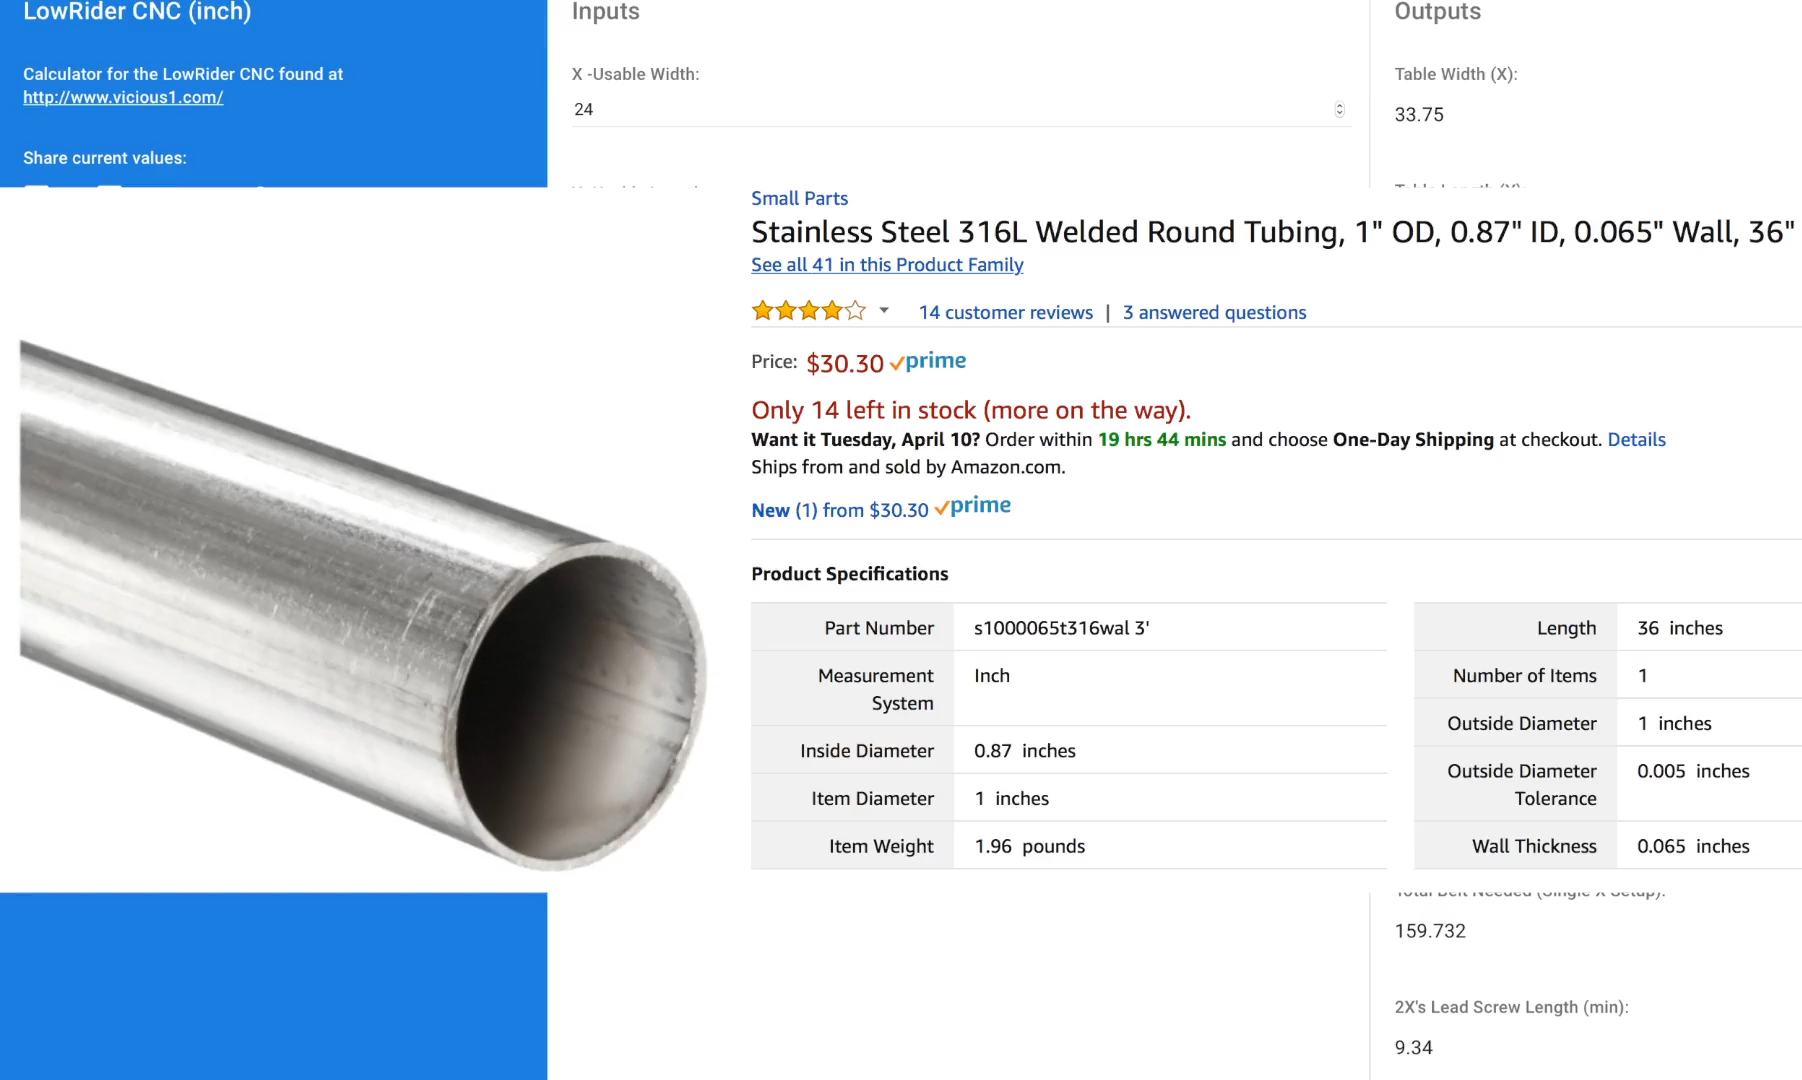 LowRider CNC (inch)
Calculator for the LowRider CNC found at
http://www.vicious1.com/
Share current values:
Inputs
X -Usable Width:
24
Outputs
Table Width (X):
33.75
Small Parts
Stainless Steel 316L Welded Round Tubing, 1" OD, 0.87" ID, 0.065" Wall, 36"
See all 41 in this Product Family
14 customer reviews | 3 answered questions
Price: $30.30 prime
Only 14 left in stock (more on the way).
Want it Tuesday, April 10? Order within 19 hrs 44 mins and choose One-Day Shipping at checkout. Details
Ships from and sold by Amazon.com.
New (1) from $30.30 prime
Product Specifications
Part Number s1000065t316wal 3'
Measurement System Inch
Inside Diameter 0.87 inches
Item Diameter 1 inches
Item Weight 1.96 pounds
Length 36 inches
Number of Items 1
Outside Diameter 1 inches
Outside Diameter Tolerance 0.005 inches
Wall Thickness 0.065 inches
159.732
2X's Lead Screw Length (min):
9.34